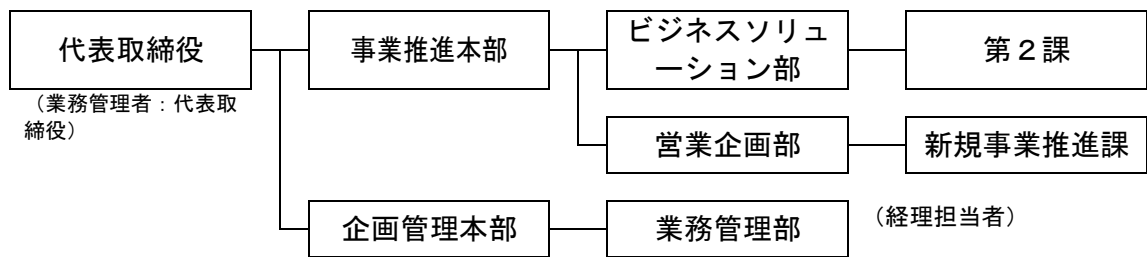 代表取締役
事業推進本部
ビジネスソリュ
ーション部
第２課
（業務管理者：代表取
締役）
営業企画部
新規事業推進課
企画管理本部
業務管理部
（経理担当者）